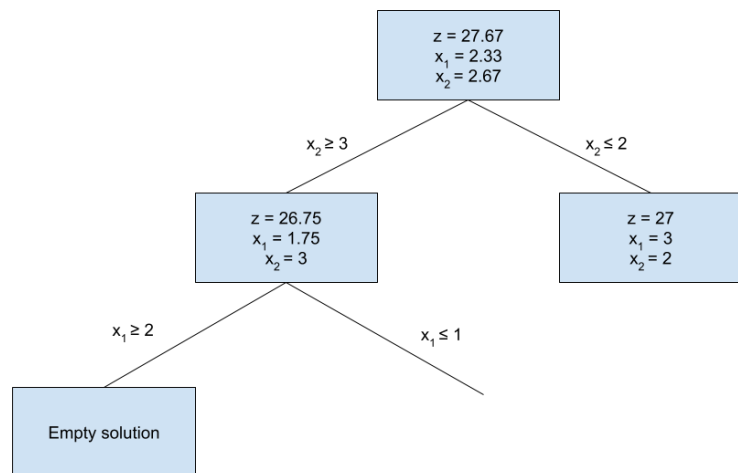 z = 27.67
x₁ = 2.33
x₂ = 2.67
x₂ ≥ 3
x₂ ≤ 2
z = 26.75
x₁ = 1.75
x₂ = 3
z = 27
x₁ = 3
x₂ = 2
x₁ ≥ 2
x₁ ≤ 1
Empty solution